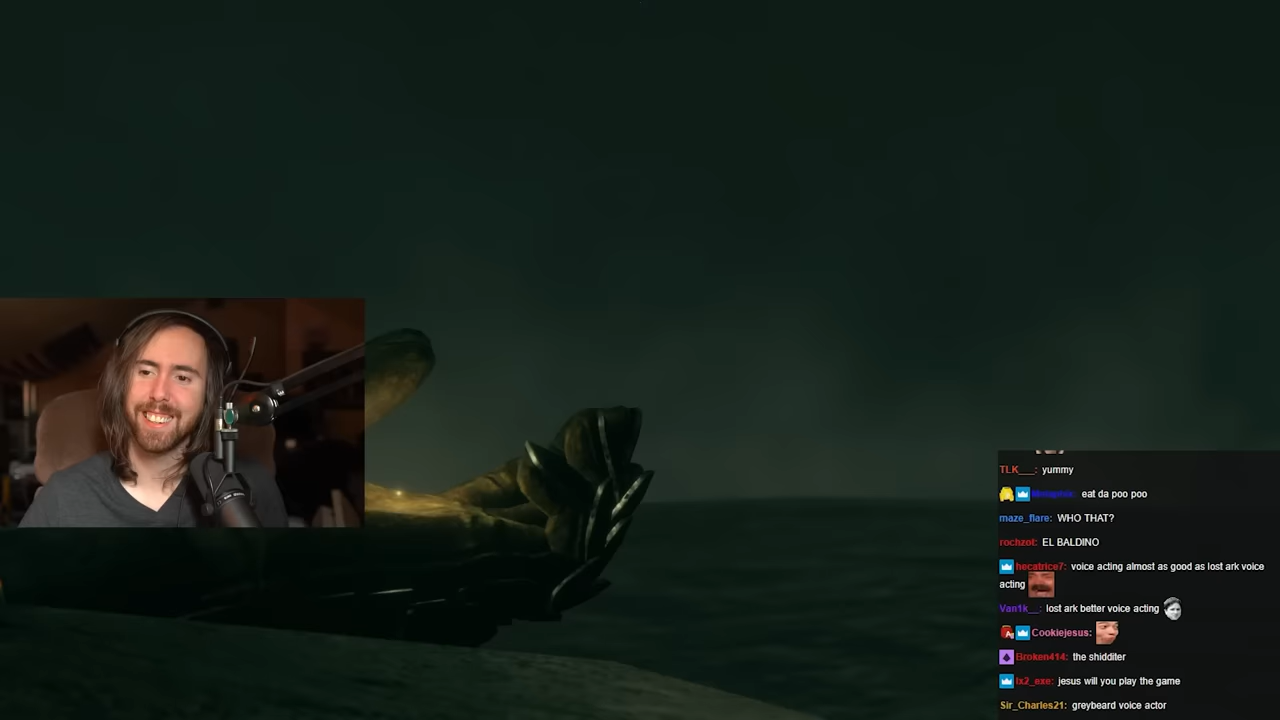 TLK___: yummy
eat da poo poo
maze_flare: WHO THAT?
rochzot: EL BALDINO
hecatrice7: voice acting almost as good as lost ark voice
acting
Van1k__: lost ark better voice acting
Cookiejesus:
Broken414: the shidditer
lx2_exe: jesus will you play the game
Sir_Charles21: greybeard voice actor